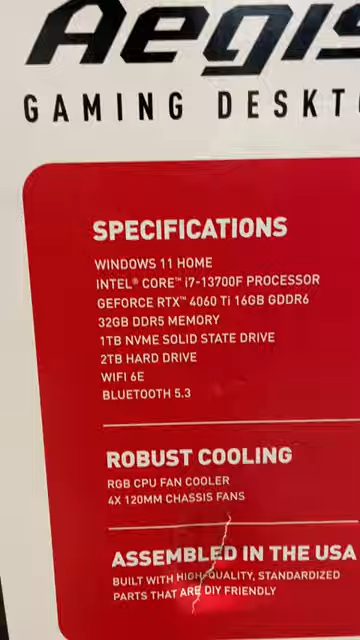 Aegis
GAMING DESKT
SPECIFICATIONS
WINDOWS 11 HOME
INTEL® CORE™ i7-13700F PROCESSOR
GEFORCE RTX™ 4060 Ti 16GB GDDR6
32GB DDR5 MEMORY
1TB NVME SOLID STATE DRIVE
2TB HARD DRIVE
WIFI 6E
BLUETOOTH 5.3
ROBUST COOLING
RGB CPU FAN COOLER
4X 120MM CHASSIS FANS
ASSEMBLED IN THE USA
BUILT WITH HIGH-QUALITY, STANDARDIZED
PARTS THAT ARE DIY FRIENDLY